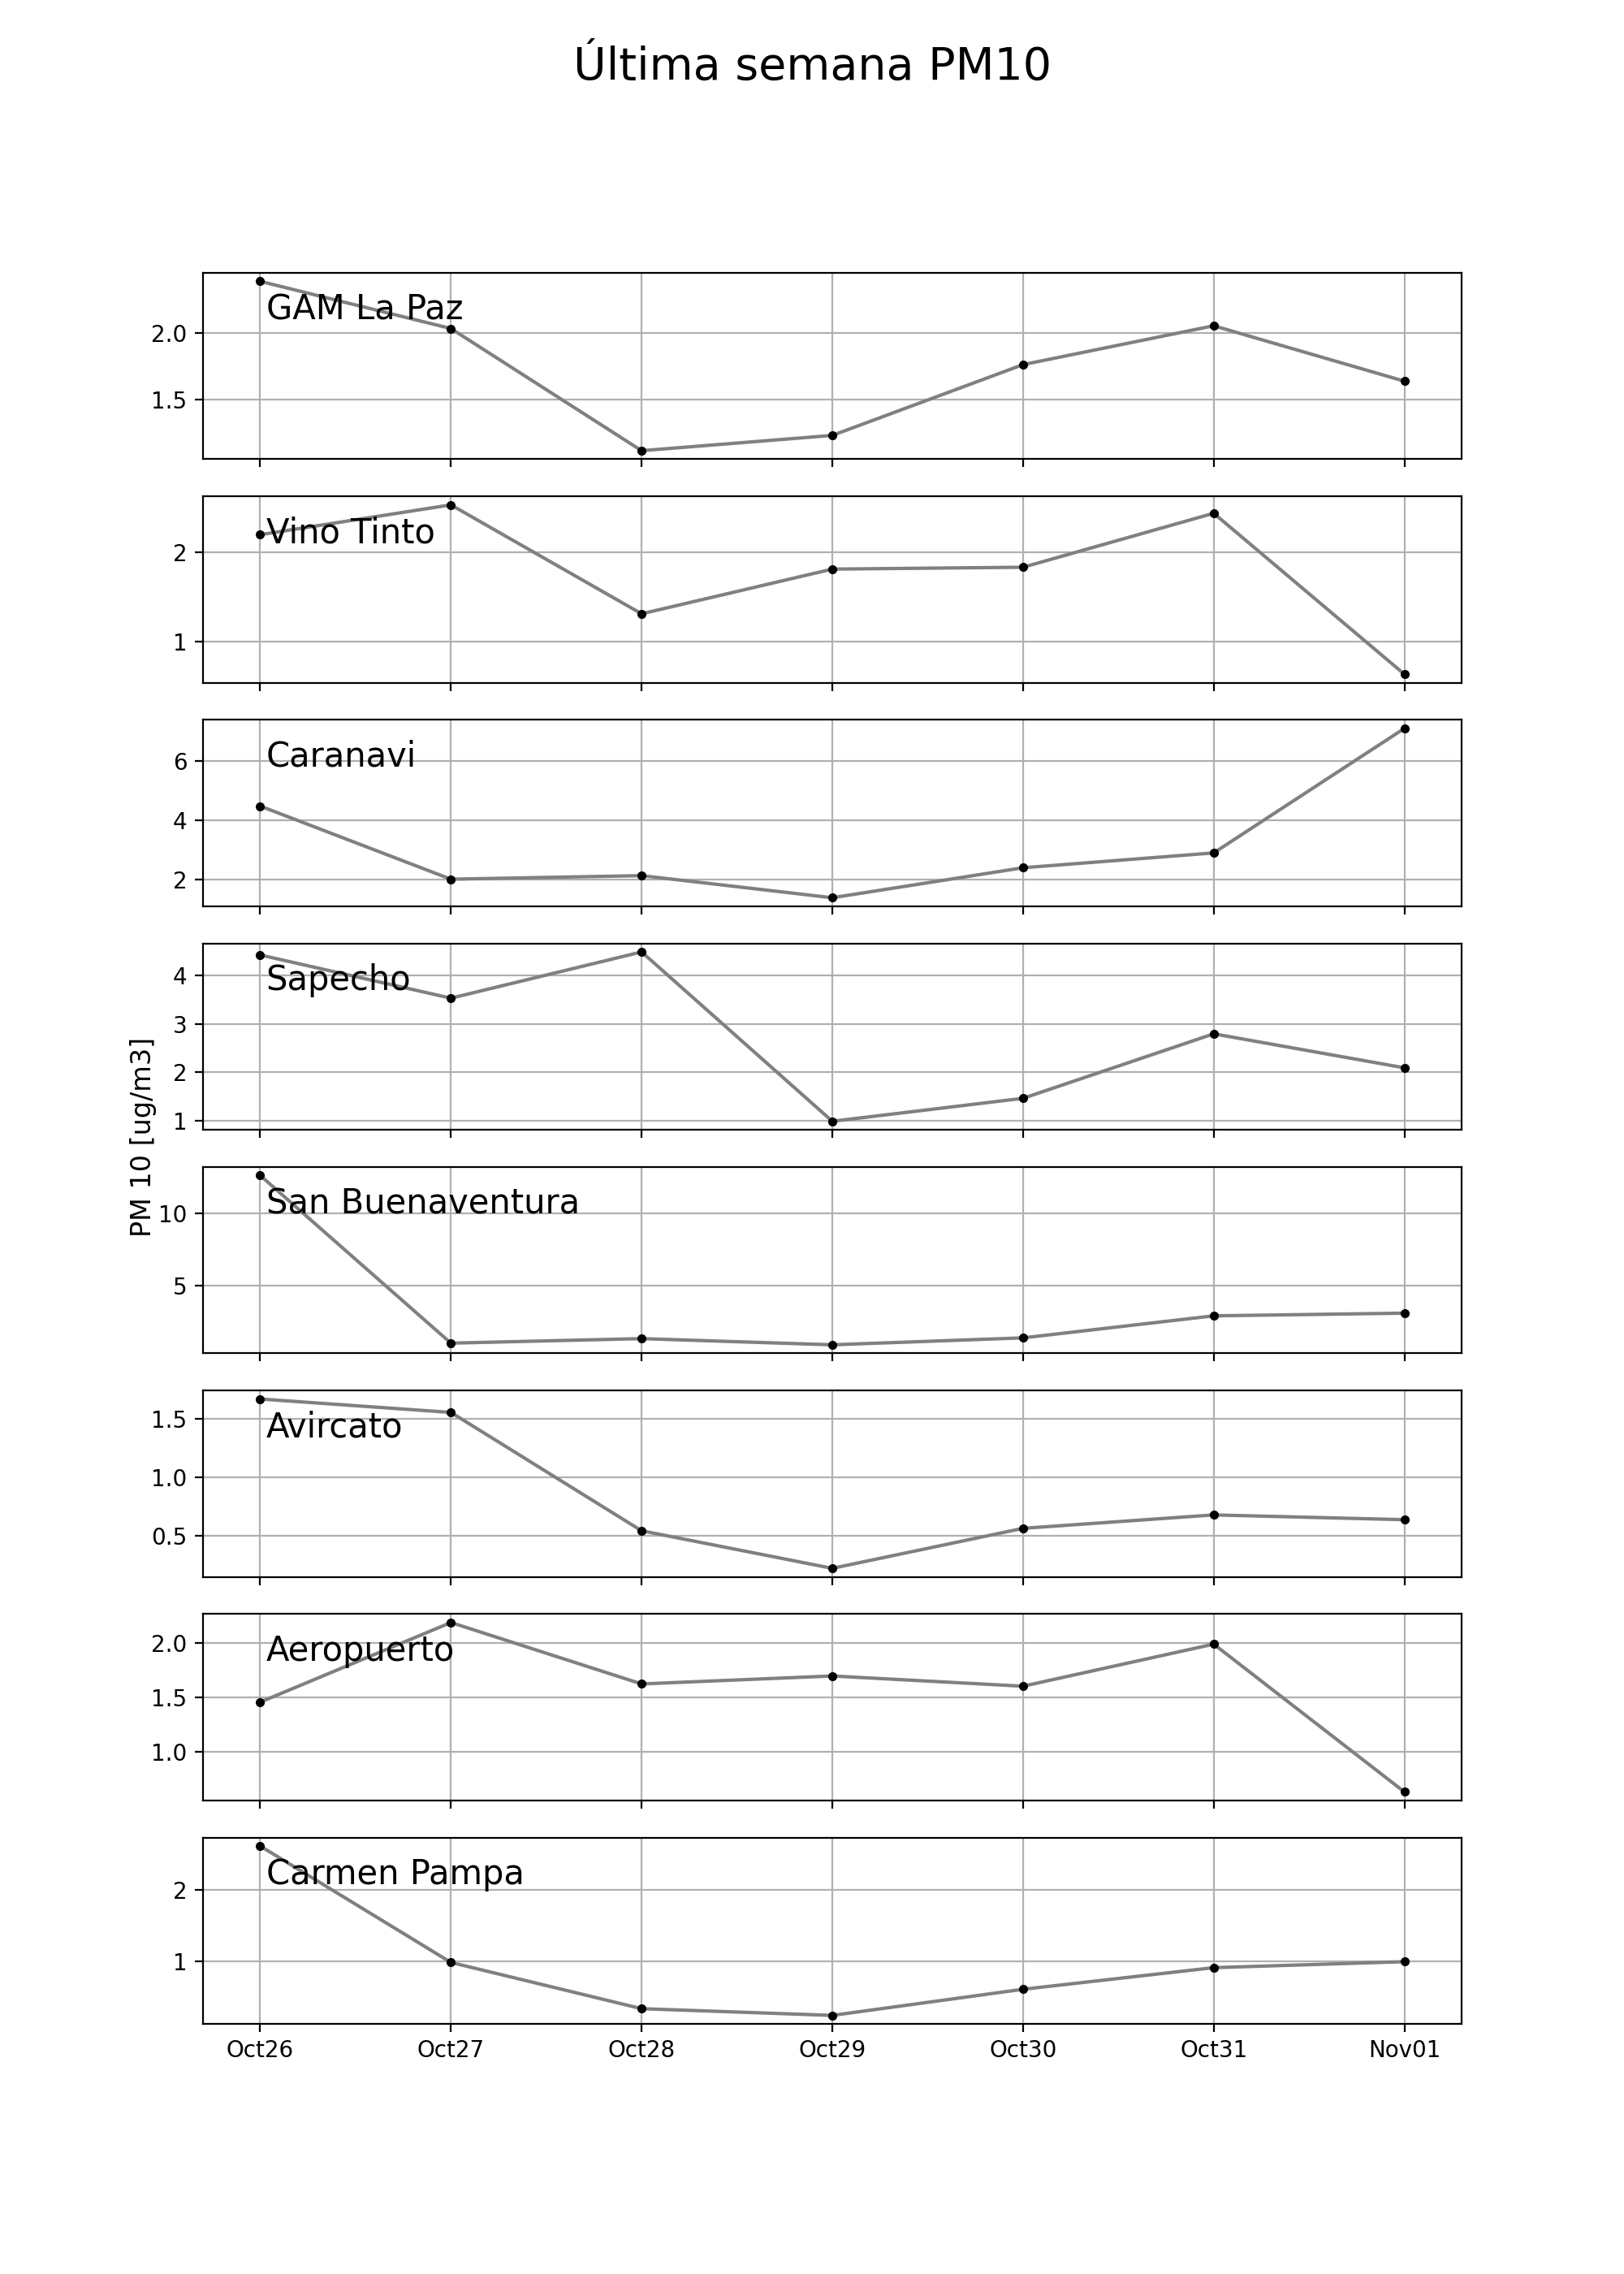 Última semana PM10
GAM La Paz
2.0
1.5
Vino Tinto
2
1
Caranavi
6
4
2
Sapecho
4
3
2
1
PM 10 [ug/m3]
San Buenaventura
10
5
Avircato
1.5
1.0
0.5
Aeropuerto
2.0
1.5
1.0
Carmen Pampa
2
1
Oct26 Oct27 Oct28 Oct29 Oct30 Oct31 Nov01